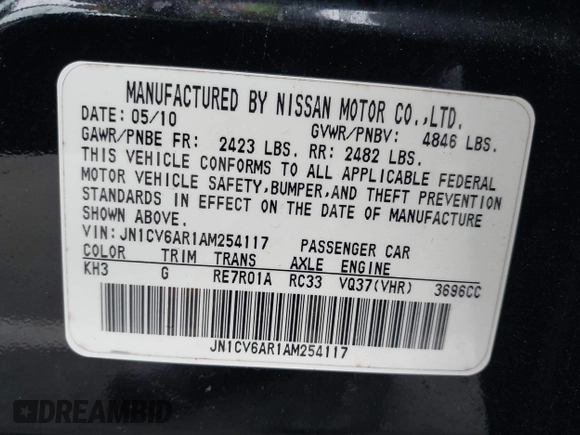 MANUFACTURED BY NISSAN MOTOR CO.,LTD.
DATE: 05/10 GVWR/PNBV: 4846 LBS.
GAWR/PNBE FR: 2423 LBS. RR: 2482 LBS.
THIS VEHICLE CONFORMS TO ALL APPLICABLE FEDERAL
MOTOR VEHICLE SAFETY,BUMPER,AND THEFT PREVENTION
STANDARDS IN EFFECT ON THE DATE OF MANUFACTURE
SHOWN ABOVE.
VIN: JN1CV6AR1AM254117 PASSENGER CAR
COLOR TRIM TRANS AXLE ENGINE
KH3 G RE7R01A RC33 VQ37(VHR) 3696CC
JN1CV6AR1AM254117
DREAMBID